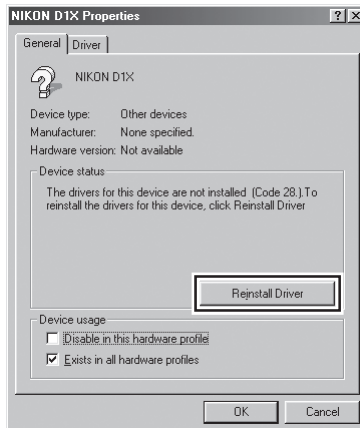 NIKON D1X Properties
General Driver
NIKON D1X
Device type: Other devices
Manufacturer: None specified.
Hardware version: Not available
Device status
The drivers for this device are not installed (Code 28.).To
reinstall the drivers for this device, click Reinstall Driver
Reinstall Driver
Device usage
Disable in this hardware profile
Exists in all hardware profiles
OK Cancel